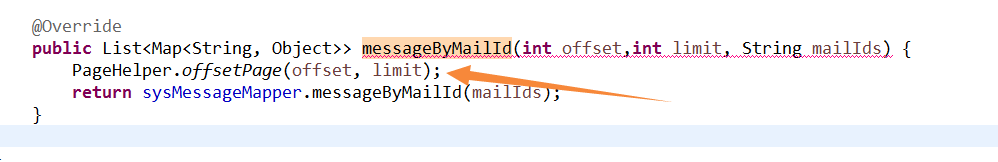 @Override
public List<Map<String, Object>> messageByMailId(int offset,int limit, String mailIds) {
PageHelper.offsetPage(offset, limit);
return sysMessageMapper.messageByMailId(mailIds);
}